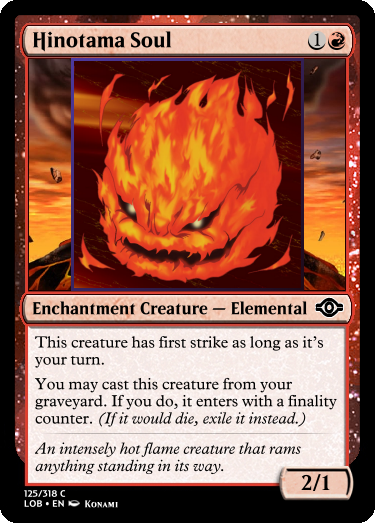 Hinotama Soul 1
Enchantment Creature — Elemental
This creature has first strike as long as it's
your turn.
You may cast this creature from your
graveyard. If you do, it enters with a finality
counter. (If it would die, exile it instead.)
An intensely hot flame creature that rams
anything standing in its way.
2/1
125/318 C
LOB • EN Konami